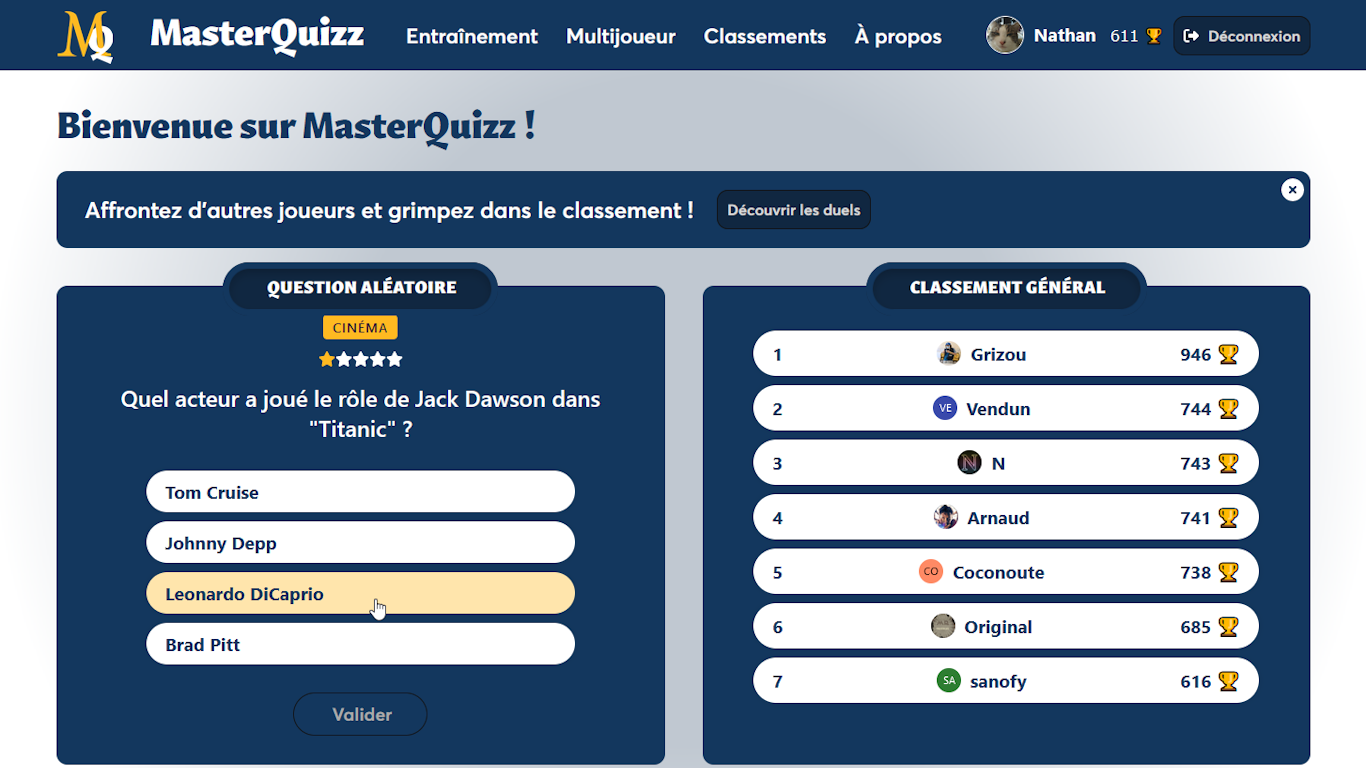 MQ MasterQuizz Entraînement Multijoueur Classements À propos Nathan 611 Déconnexion
Bienvenue sur MasterQuizz !
Affrontez d'autres joueurs et grimpez dans le classement ! Découvrir les duels
QUESTION ALÉATOIRE
CINÉMA
Quel acteur a joué le rôle de Jack Dawson dans
"Titanic" ?
Tom Cruise
Johnny Depp
Leonardo DiCaprio
Brad Pitt
Valider
CLASSEMENT GÉNÉRAL
1 Grizou 946
2 VE Vendun 744
3 N N 743
4 Arnaud 741
5 CO Coconoute 738
6 Original 685
7 SA sanofy 616